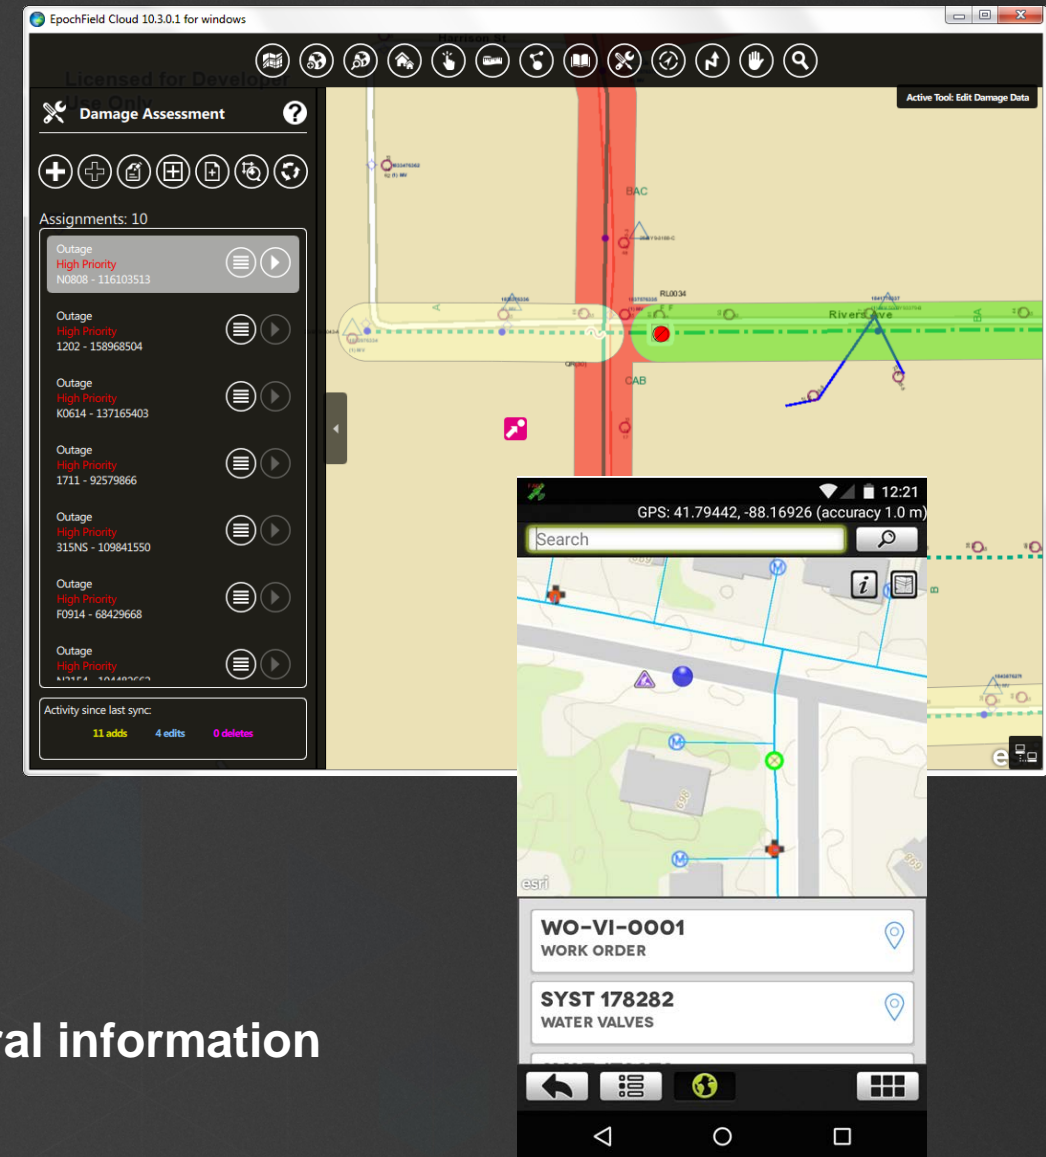 EpochField Cloud 10.3.0.1 for windows
Harrison St
Licensed for Developer
Use Only
Active Tool: Edit Damage Data
Damage Assessment
?
Assignments: 10
Outage
High Priority
N0808 - 116103513
Outage
High Priority
1202 - 158968504
Outage
High Priority
K0614 - 137165403
Outage
High Priority
1711 - 92579866
Outage
High Priority
315NS - 109841550
Outage
High Priority
F0914 - 68429668
Outage
High Priority
Activity since last sync:
11 adds 4 edits 0 deletes
BAC
RL0034
Rivers Ave
BA
A
CAB
B
12:21
GPS: 41.79442, -88.16926 (accuracy 1.0 m)
Search
i
M
M
M
698
esri
WO-VI-0001
WORK ORDER
SYST 178282
WATER VALVES
ral information